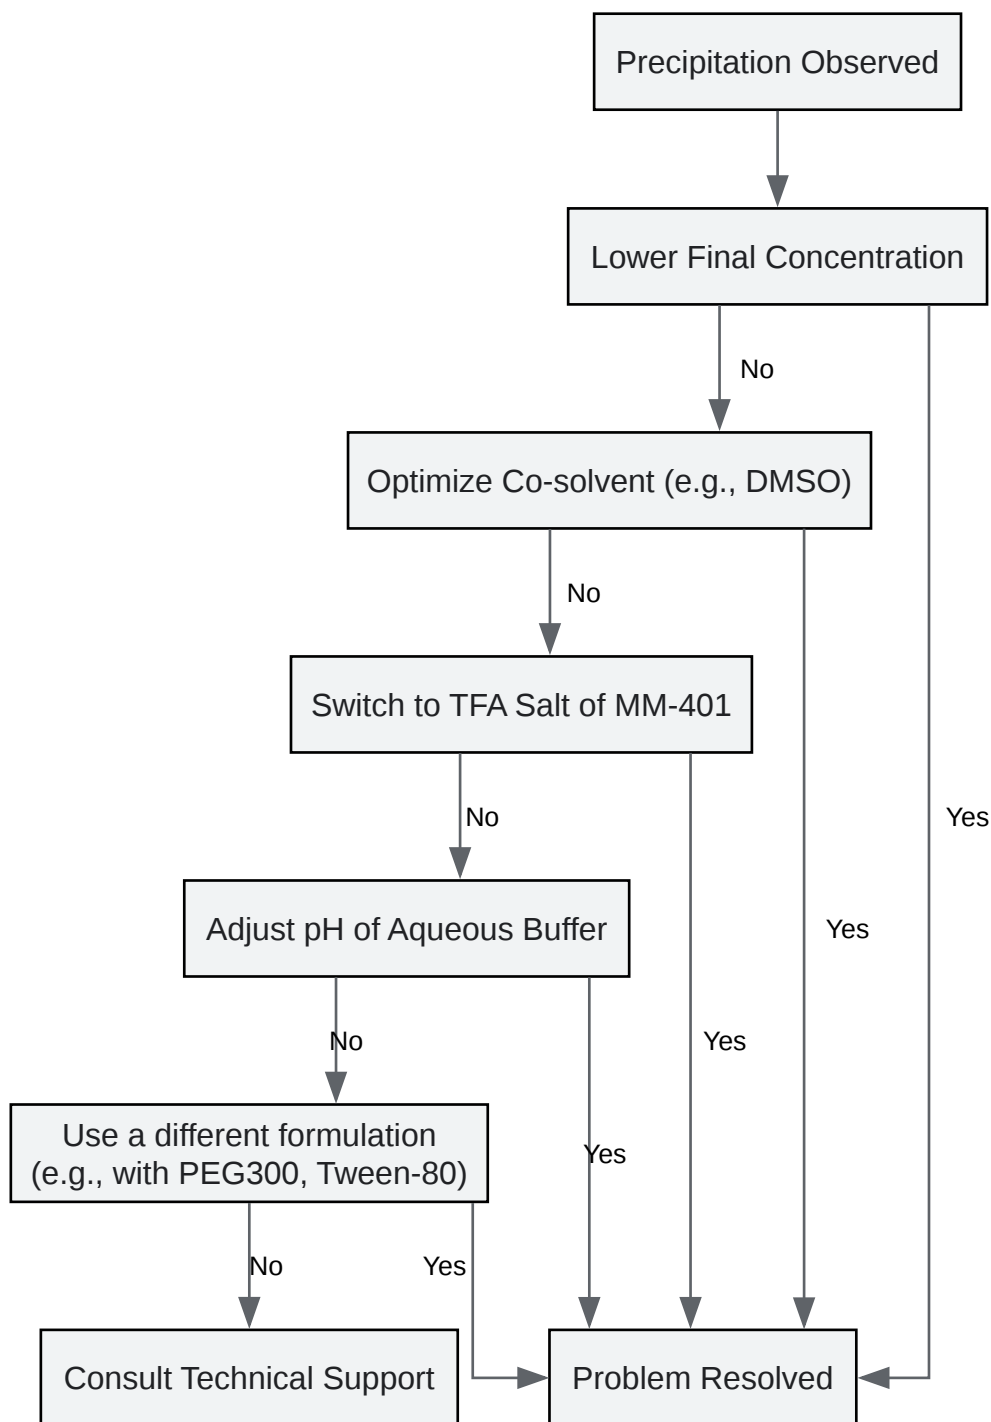 Precipitation Observed
Lower Final Concentration
No
Optimize Co-solvent (e.g., DMSO)
No
Switch to TFA Salt of MM-401
No
Yes
Adjust pH of Aqueous Buffer
Yes
No
Yes
Use a different formulation
(e.g., with PEG300, Tween-80)
Yes
No
Yes
Consult Technical Support
Problem Resolved